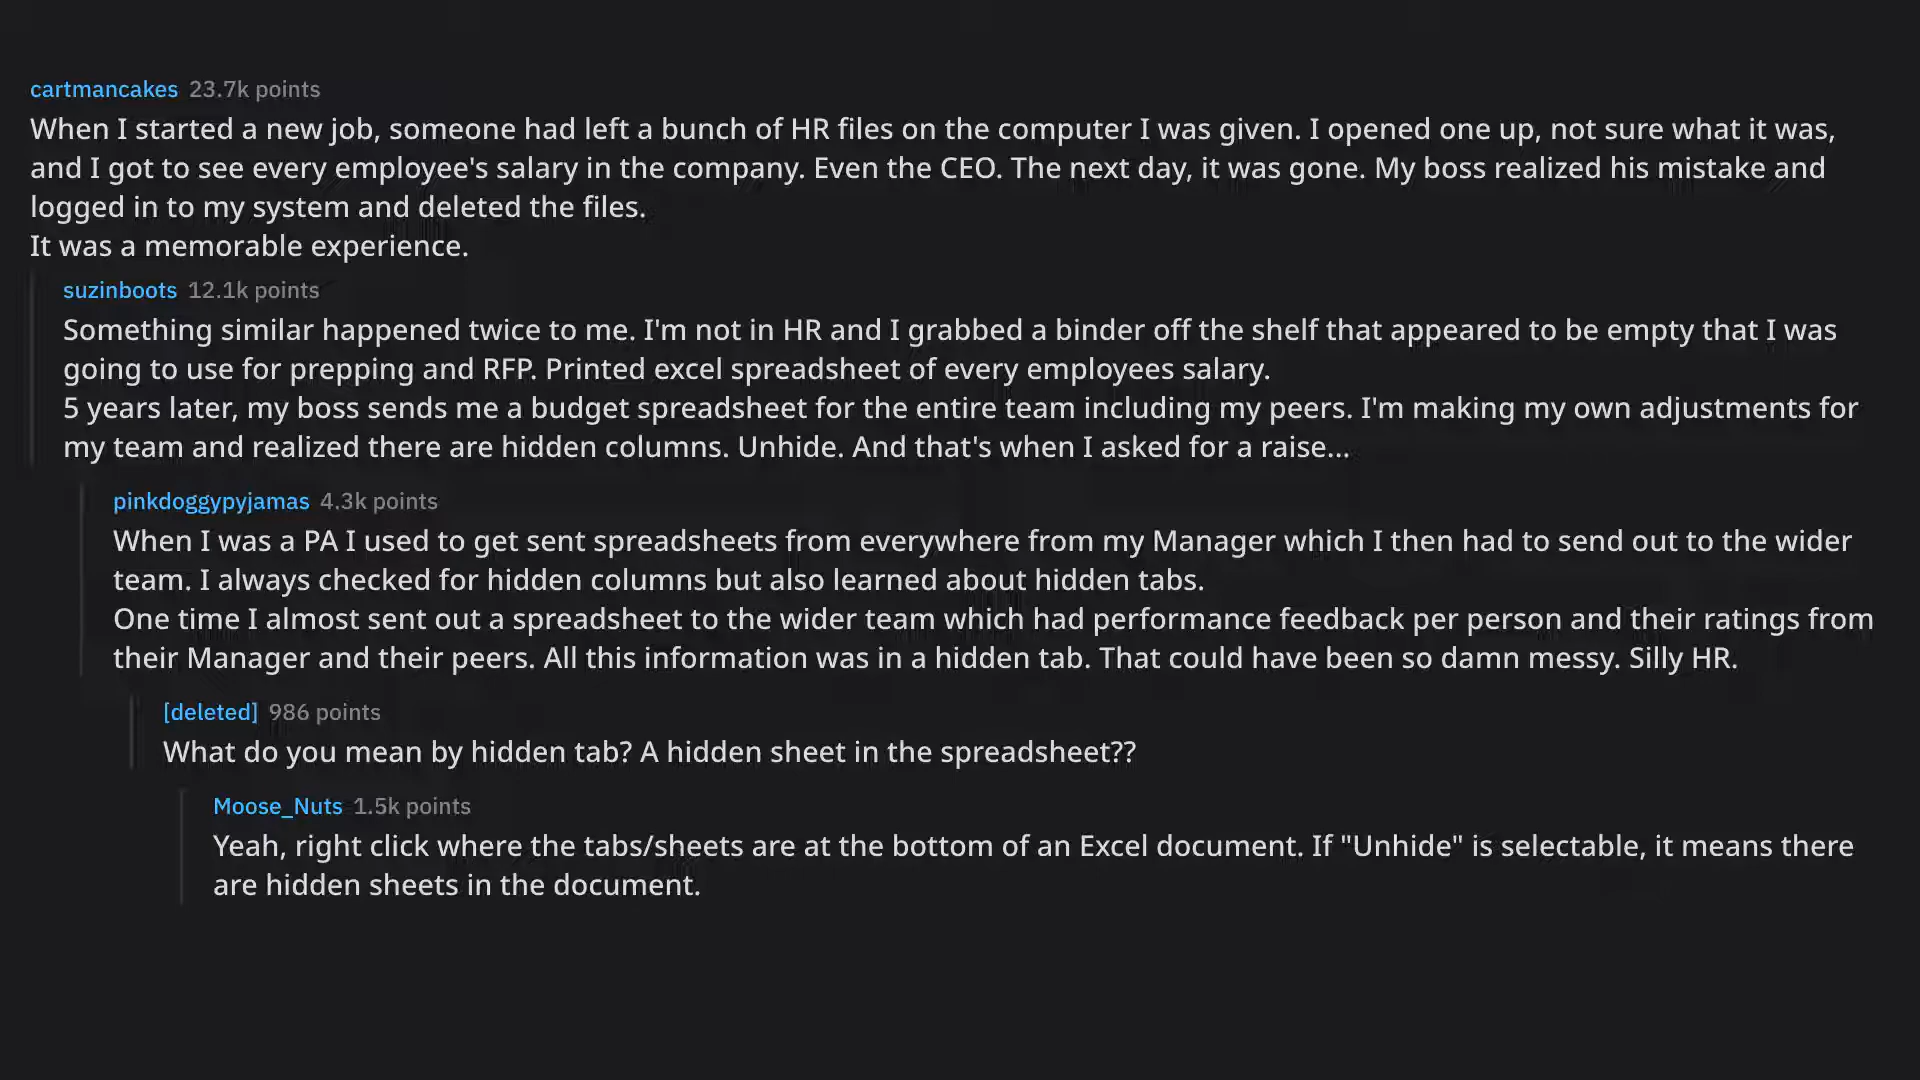 cartmancakes 23.7k points
When I started a new job, someone had left a bunch of HR files on the computer I was given. I opened one up, not sure what it was,
and I got to see every employee's salary in the company. Even the CEO. The next day, it was gone. My boss realized his mistake and
logged in to my system and deleted the files.
It was a memorable experience.
suzinboots 12.1k points
Something similar happened twice to me. I'm not in HR and I grabbed a binder off the shelf that appeared to be empty that I was
going to use for prepping and RFP. Printed excel spreadsheet of every employees salary.
5 years later, my boss sends me a budget spreadsheet for the entire team including my peers. I'm making my own adjustments for
my team and realized there are hidden columns. Unhide. And that's when I asked for a raise...
pinkdoggypyjamas 4.3k points
When I was a PA I used to get sent spreadsheets from everywhere from my Manager which I then had to send out to the wider
team. I always checked for hidden columns but also learned about hidden tabs.
One time I almost sent out a spreadsheet to the wider team which had performance feedback per person and their ratings from
their Manager and their peers. All this information was in a hidden tab. That could have been so damn messy. Silly HR.
[deleted] 986 points
What do you mean by hidden tab? A hidden sheet in the spreadsheet??
Moose_Nuts 1.5k points
Yeah, right click where the tabs/sheets are at the bottom of an Excel document. If "Unhide" is selectable, it means there
are hidden sheets in the document.